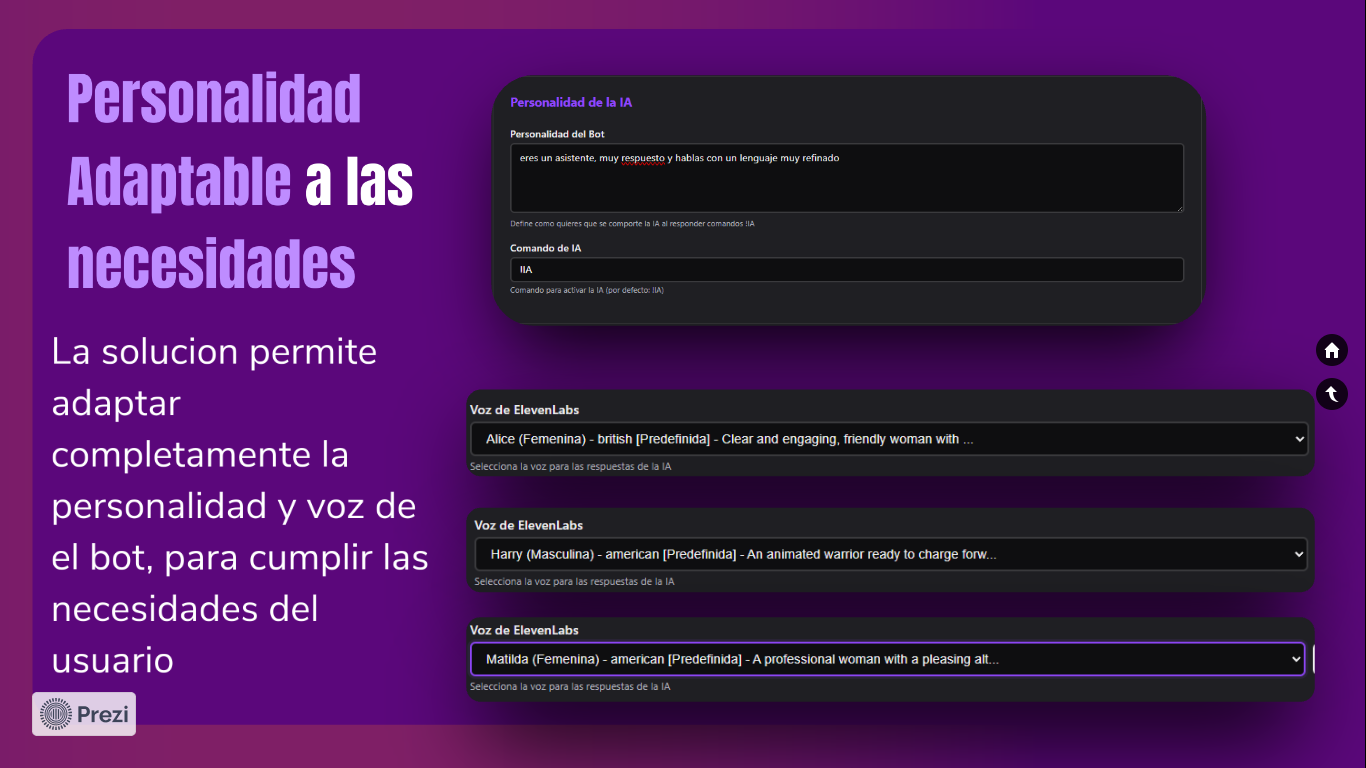 Personalidad
Adaptable a las
necesidades
La solucion permite
adaptar
completamente la
personalidad y voz de
el bot, para cumplir las
necesidades del
usuario
Personalidad de la IA
Personalidad del Bot
eres un asistente, muy respuesto y hablas con un lenguaje muy refinado
Define como quieres que se comporte la IA al responder comandos !IA
Comando de IA
!IA
Comando para activar la IA (por defecto: !IA)
Voz de ElevenLabs
Alice (Femenina) - british [Predefinida] - Clear and engaging, friendly woman with ...
Selecciona la voz para las respuestas de la IA
Voz de ElevenLabs
Harry (Masculina) - american [Predefinida] - An animated warrior ready to charge forw...
Selecciona la voz para las respuestas de la IA
Voz de ElevenLabs
Matilda (Femenina) - american [Predefinida] - A professional woman with a pleasing alt...
Selecciona la voz para las respuestas de la IA
Prezi